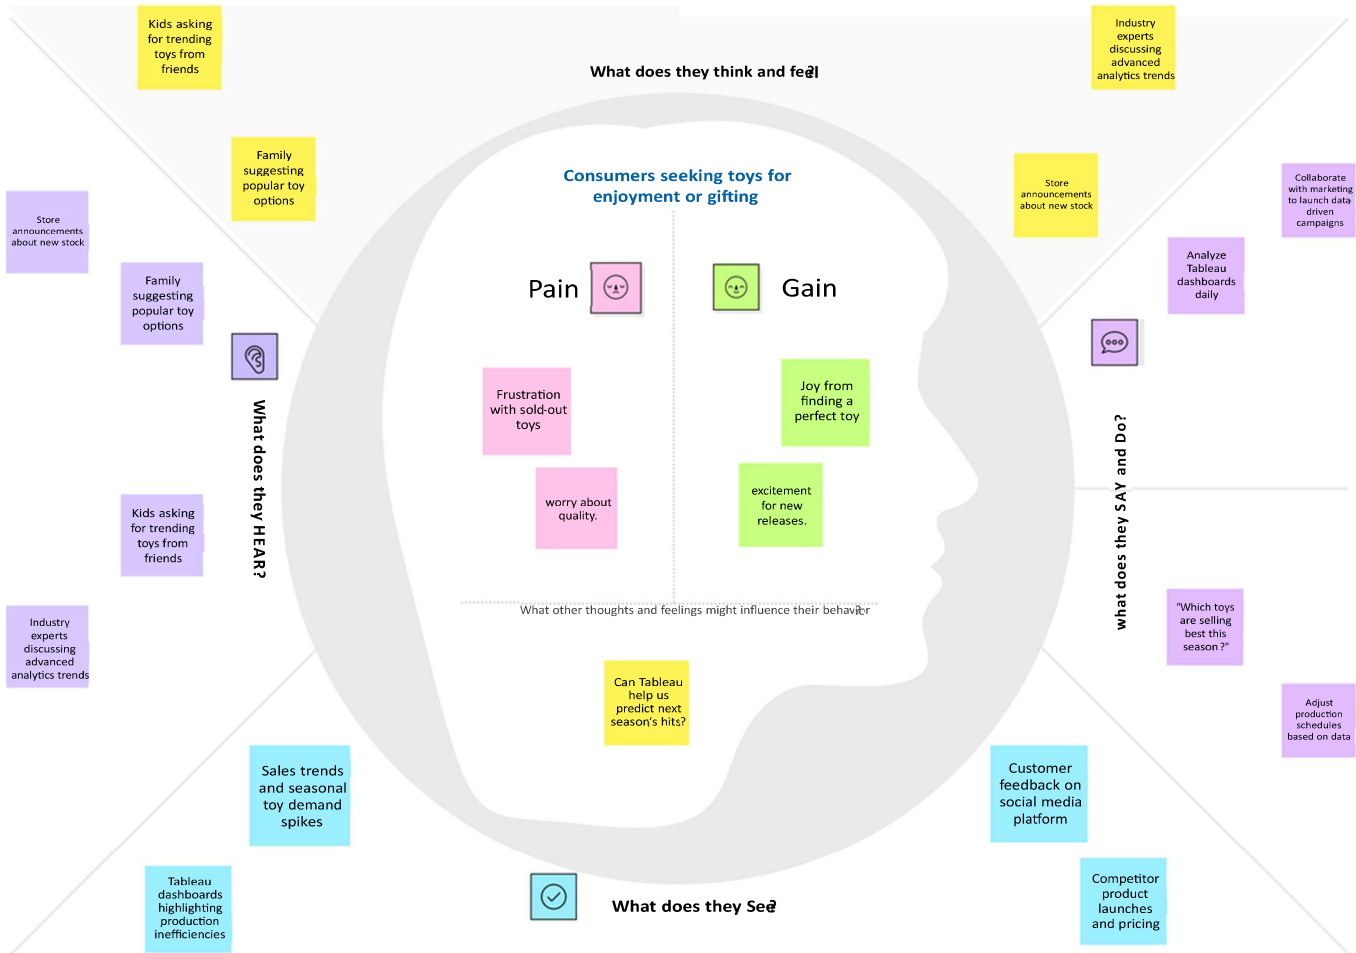 Kids asking
for trending
toys from
friends
Industry
experts
discussing
advanced
analytics trends
What does they think and feel?
Family
suggesting
popular toy
options
Store
announcements
about new stock
Consumers seeking toys for
enjoyment or gifting
Store
announcements
about new stock
Family
suggesting
popular toy
options
What does they HEAR?
Kids asking
for trending
toys from
friends
Industry
experts
discussing
advanced
analytics trends
Pain
Gain
Frustration
with sold-out
toys
worry about
quality.
Joy from
finding a
perfect toy
excitement
for new
releases.
What other thoughts and feelings might influence their behavior?
Can Tableau
help us
predict next
season's hits?
Collaborate
with marketing
to launch data
driven
campaigns
Analyze
Tableau
dashboards
daily
what does they SAY and Do?
"Which toys
are selling
best this
season?"
Adjust
production
schedules
based on data
Sales trends
and seasonal
toy demand
spikes
Tableau
dashboards
highlighting
production
inefficiencies
What does they See?
Customer
feedback on
social media
platform
Competitor
product
launches
and pricing